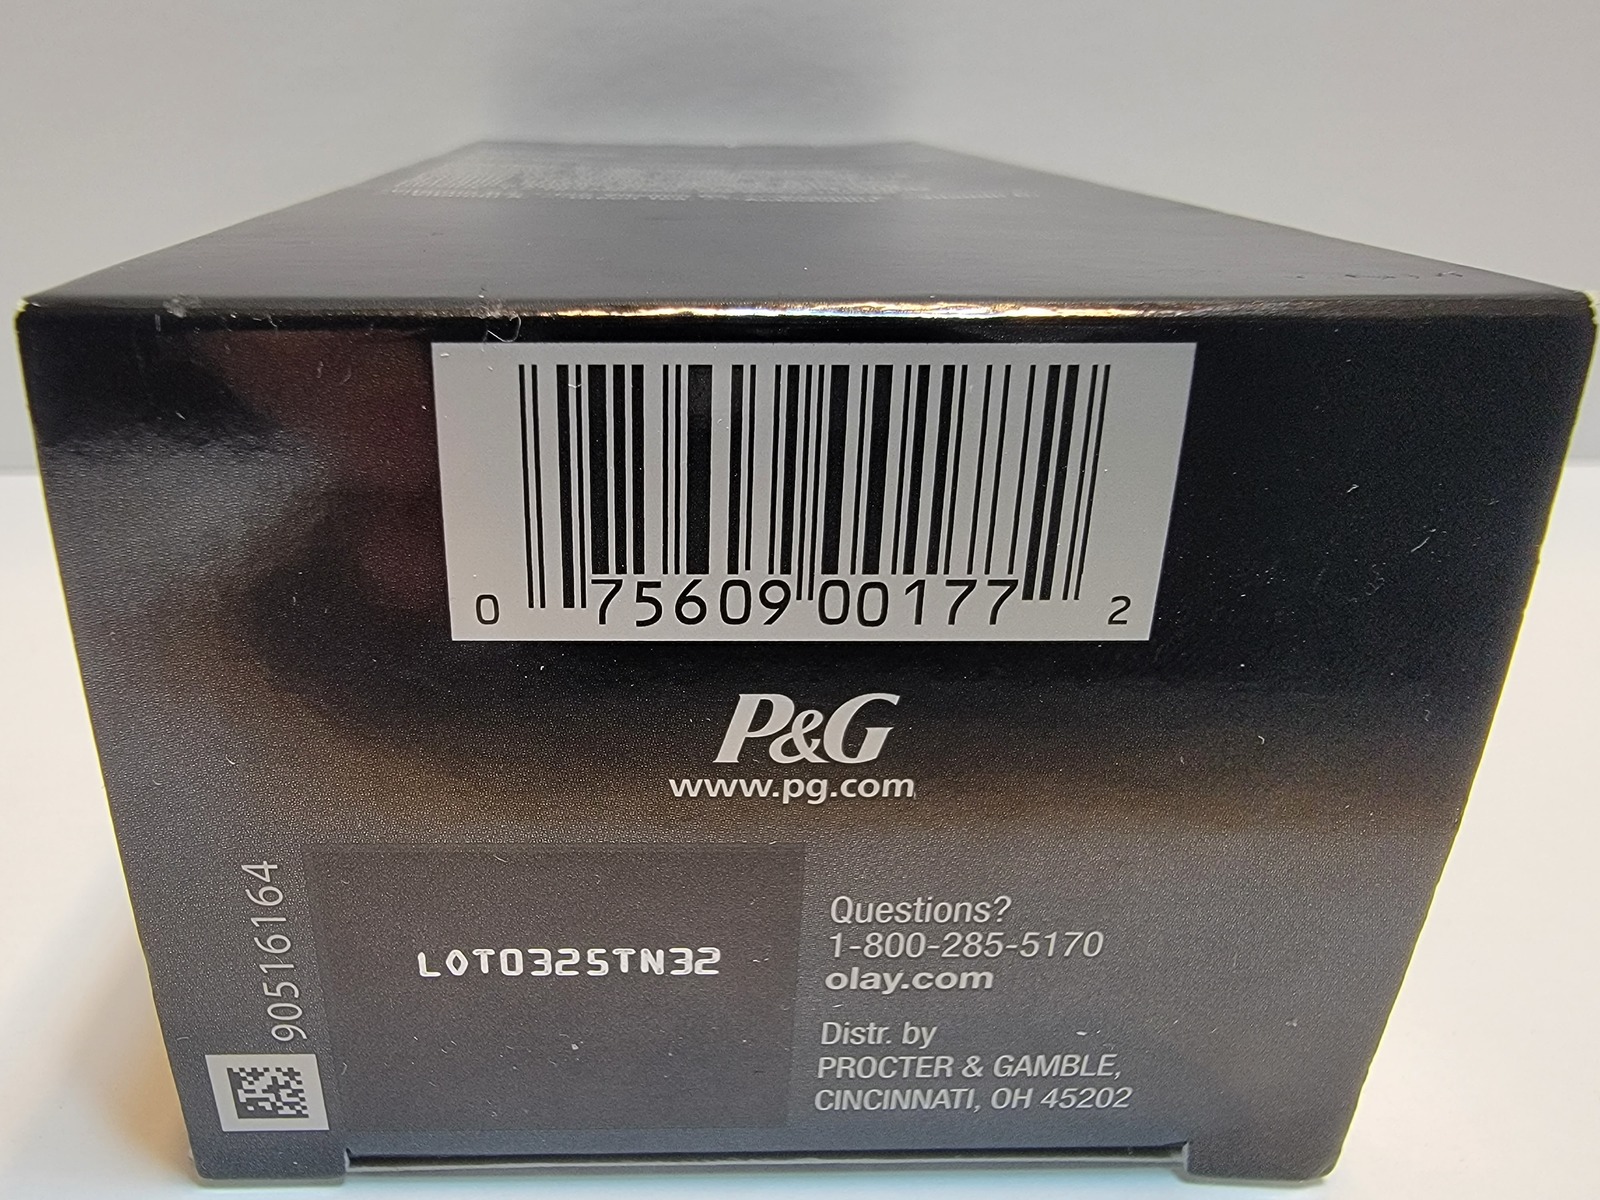 0 75609 00177 2
P&G
www.pg.com
90516164
LOT0325TN32
Questions?
1-800-285-5170
olay.com
Distr. by
PROCTER & GAMBLE,
CINCINNATI, OH 45202